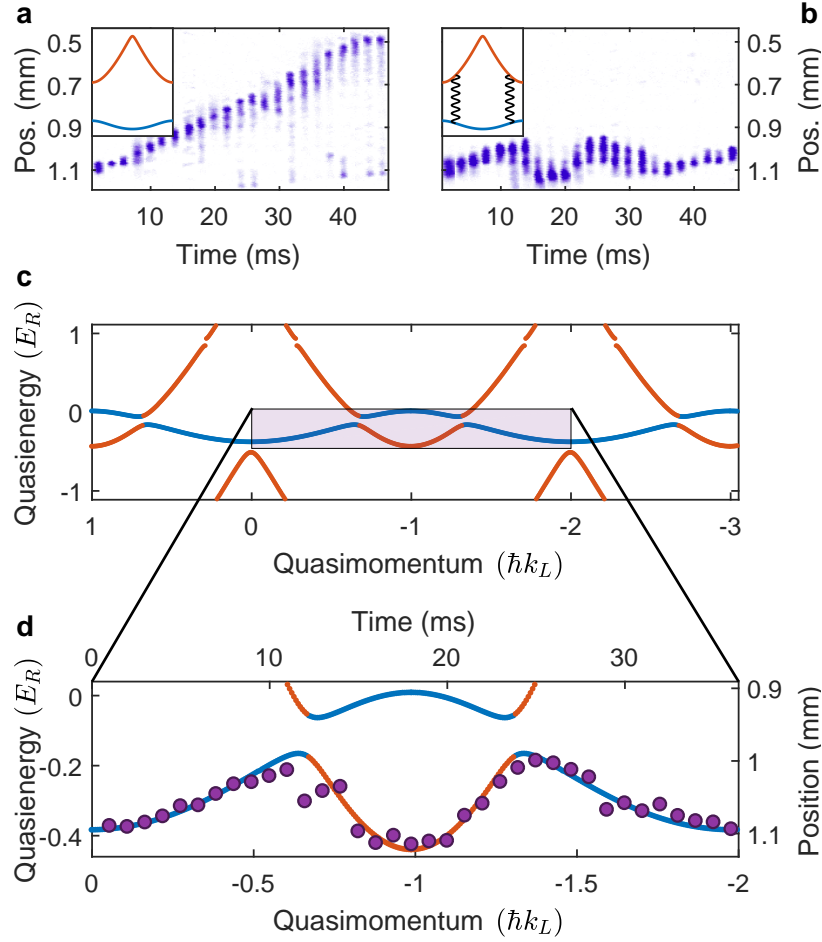 a
b
Pos. (mm)
0.5
0.7
0.9
1.1
10 20 30 40
Time (ms)
10 20 30 40
Time (ms)
0.5
0.7
0.9
1.1
Pos. (mm)
c
Quasienergy (E_R)
1
0
-1
1 0 -1 -2 -3
Quasimomentum (ℏk_L)
d
Time (ms)
0 10 20 30
Quasienergy (E_R)
0
-0.2
-0.4
0.9
1
1.1
Position (mm)
0 -0.5 -1 -1.5 -2
Quasimomentum (ℏk_L)